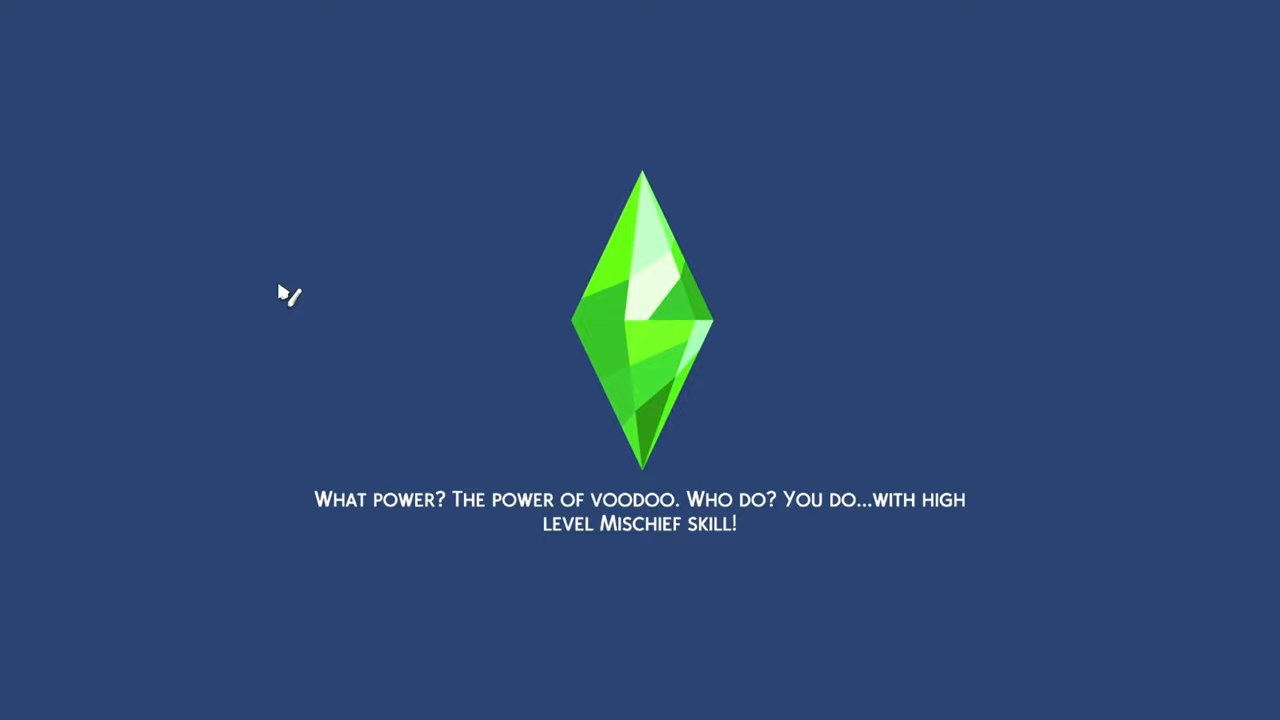 What power? The power of voodoo. Who do? You do...with high
level Mischief skill!